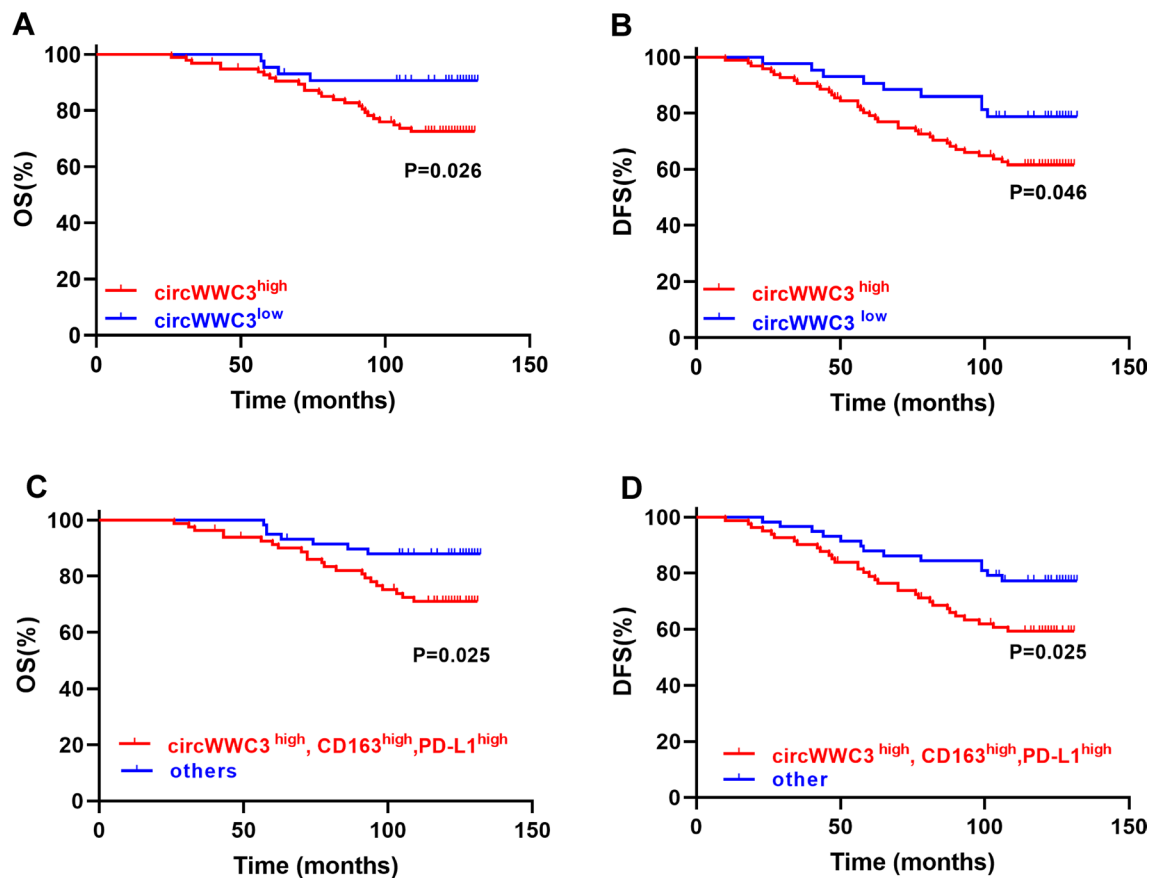 A
OS(%)
100
80
60
40
20
0
P=0.026
circWWC3high
circWWC3low
0 50 100 150
Time (months)
B
DFS(%)
100
80
60
40
20
0
P=0.046
circWWC3 high
circWWC3 low
0 50 100 150
Time (months)
C
OS(%)
100
80
60
40
20
0
P=0.025
circWWC3 high, CD163high,PD-L1high
others
0 50 100 150
Time (months)
D
DFS(%)
100
80
60
40
20
0
P=0.025
circWWC3 high, CD163high,PD-L1high
other
0 50 100 150
Time (months)